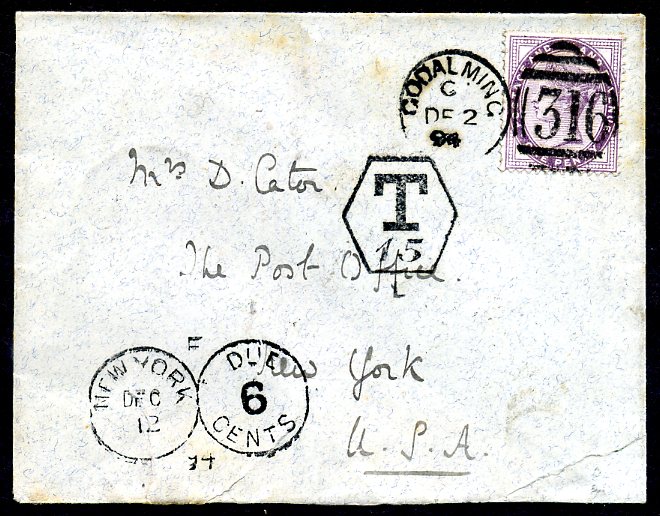 GODALMING
C
DE 2
94
316
Mrs D. Cator.
T
15
The Post Office.
New York
U.S.A.
NEW YORK
DEC
12
94
F
DUE
6
CENTS